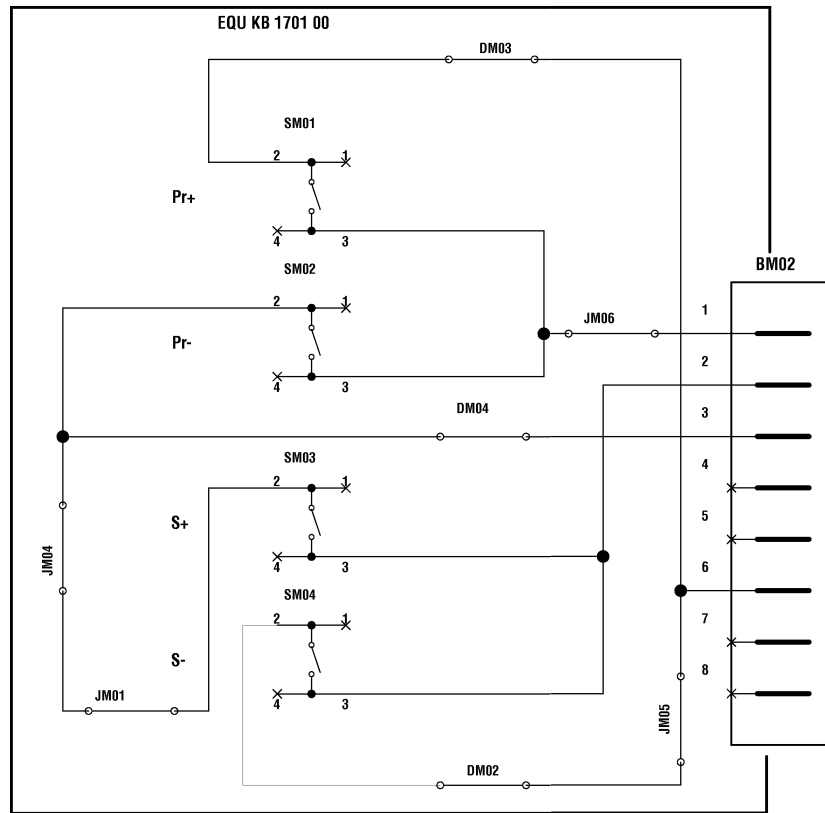 EQU KB 1701 00
DM03
SM01
2 1
Pr+
4 3
BM02
SM02
2 1
1
JM06
Pr-
2
4 3
DM04
3
SM03
4
2 1
S+
5
JM04
4 3
6
SM04
2 1
7
S-
8
JM01
4 3
JM05
DM02